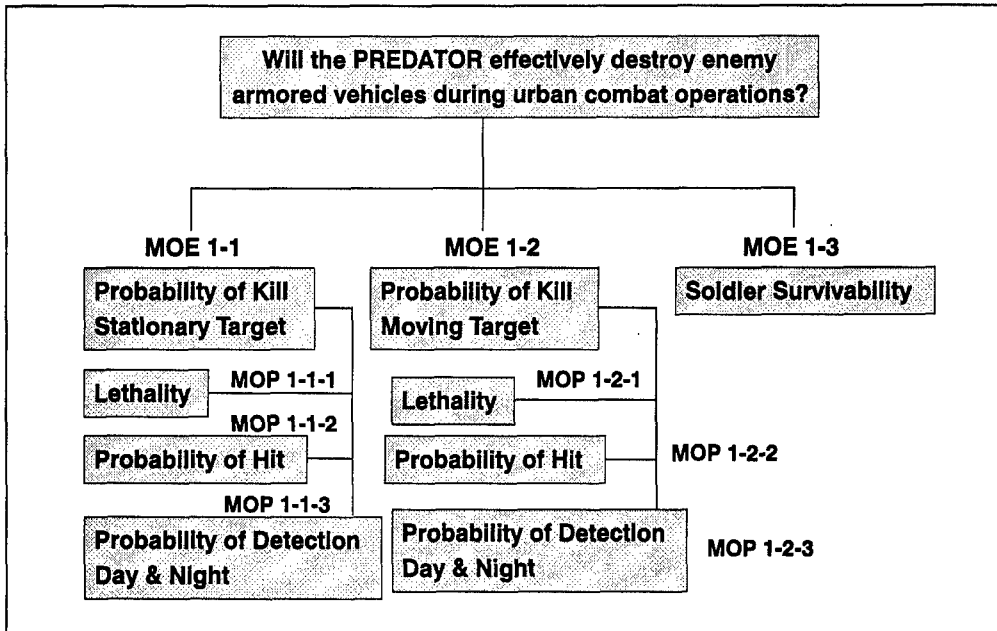 Will the PREDATOR effectively destroy enemy
armored vehicles during urban combat operations?
MOE 1-1
Probability of Kill
Stationary Target
MOP 1-1-1
Lethality
MOP 1-1-2
Probability of Hit
MOP 1-1-3
Probability of Detection
Day & Night
MOE 1-2
Probability of Kill
Moving Target
MOP 1-2-1
Lethality
Probability of Hit
MOP 1-2-2
Probability of Detection
Day & Night
MOP 1-2-3
MOE 1-3
Soldier Survivability